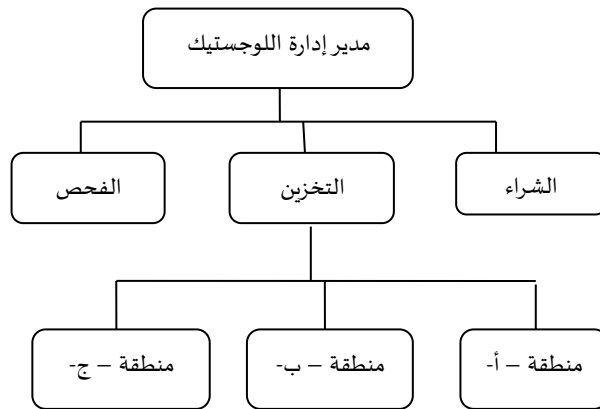 مدير إدارة اللوجستيك
الشراء
التخزين
الفحص
منطقة – أ-
منطقة – ب-
منطقة – ج-